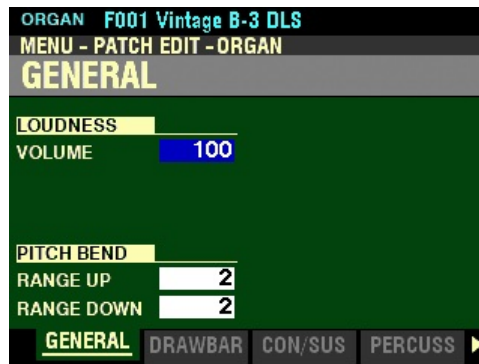 ORGAN F001 Vintage B-3 DLS
MENU - PATCH EDIT - ORGAN
GENERAL
LOUDNESS
VOLUME 100
PITCH BEND
RANGE UP 2
RANGE DOWN 2
GENERAL DRAWBAR CON/SUS PERCUSS